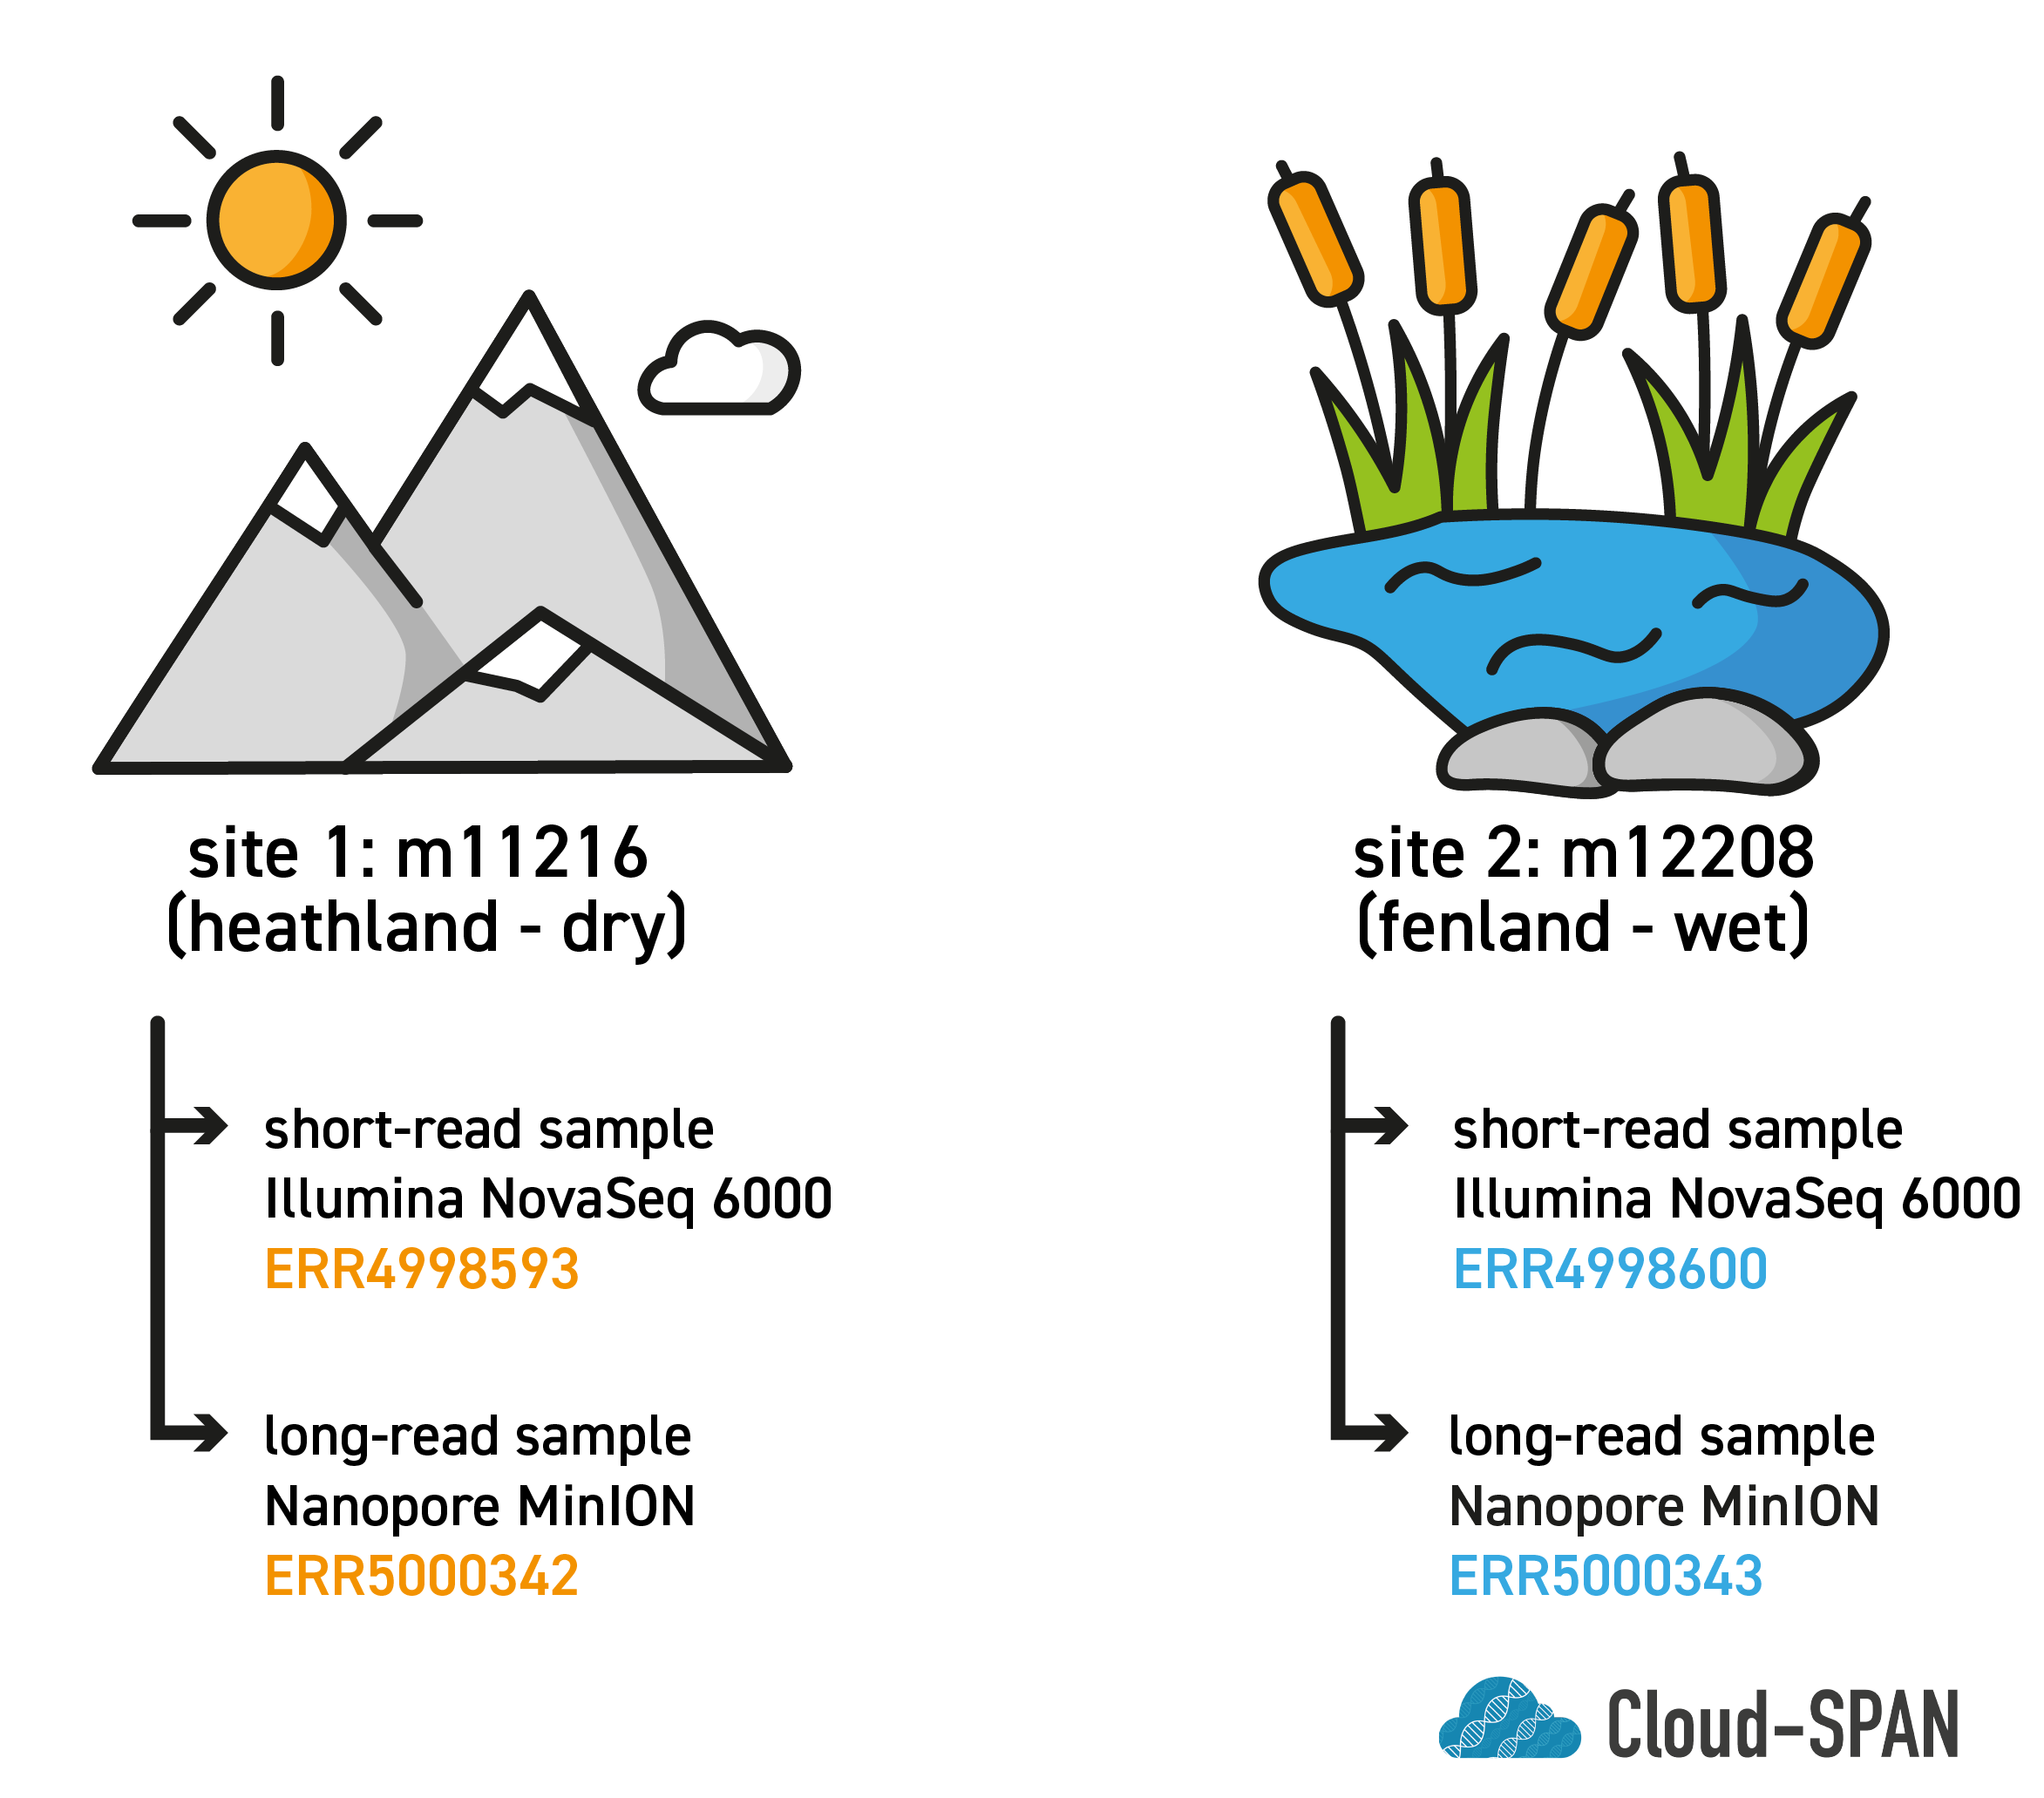 site 1: m11216
(heathland - dry)
short-read sample
Illumina NovaSeq 6000
ERR4998593
long-read sample
Nanopore MinION
ERR5000342
site 2: m12208
(fenland - wet)
short-read sample
Illumina NovaSeq 6000
ERR4998600
long-read sample
Nanopore MinION
ERR5000343
Cloud-SPAN